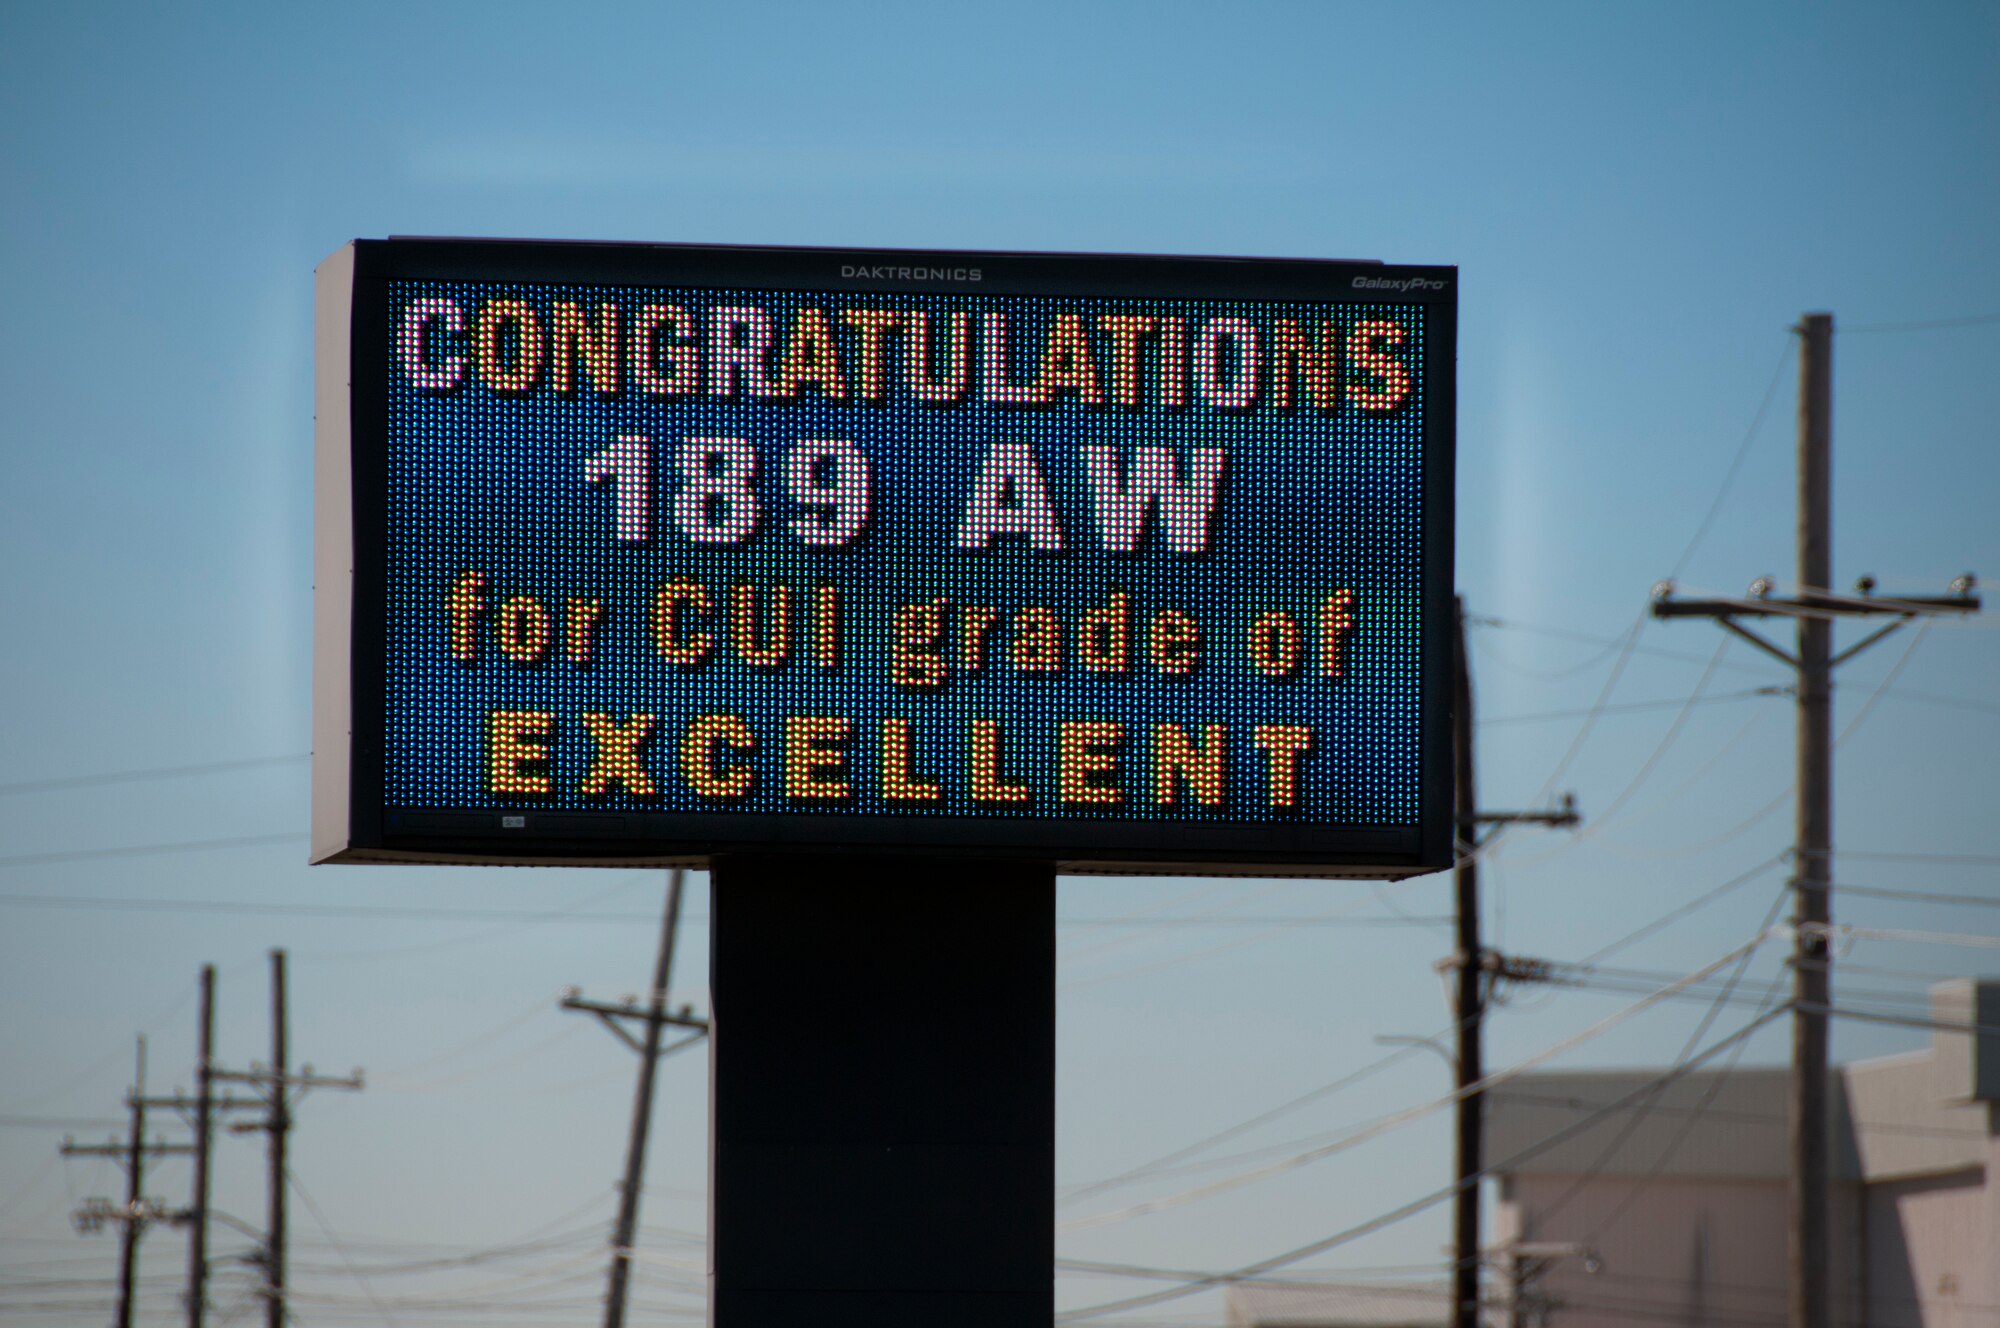 DAKTRONICS
GalaxyPro
CONGRATULATIONS
189 AW
for CUI grade of
EXCELLENT